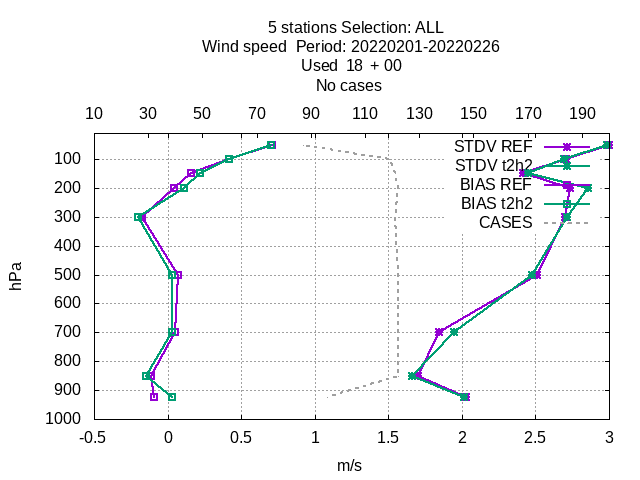 5 stations Selection: ALL
Wind speed  Period: 20220201-20220226
Used  18  + 00
No cases
10 30 50 70 90 110 130 150 170 190
STDV REF
100 STDV t2h2
200 BIAS REF
300 BIAS t2h2
CASES
400
500
hPa
600
700
800
900
1000
-0.5 0 0.5 1 1.5 2 2.5 3
m/s